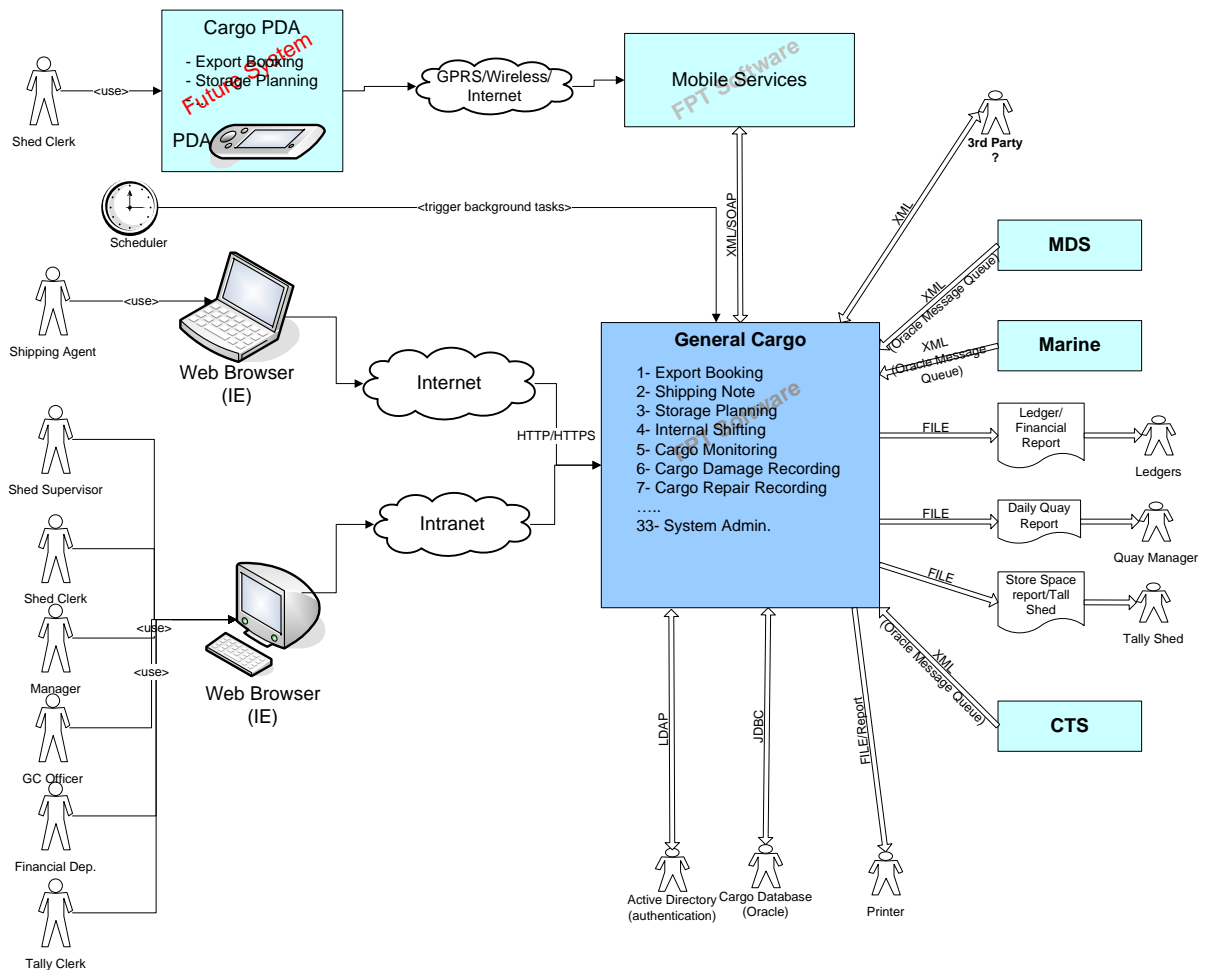 Cargo PDA
- Export Booking
- Storage Planning
- ...
Future System
PDA
<use>
Shed Clerk
GPRS/Wireless/
Internet
Mobile Services
FPT Software
3rd Party
?
XML
XML/SOAP
<trigger background tasks>
Scheduler
MDS
XML
(Oracle Message Queue)
Marine
XML
(Oracle Message
Queue)
<use>
Shipping Agent
Web Browser
(IE)
Internet
HTTP/HTTPS
General Cargo
1- Export Booking
2- Shipping Note
3- Storage Planning
4- Internal Shifting
5- Cargo Monitoring
6- Cargo Damage Recording
7- Cargo Repair Recording
…..
33- System Admin.
FPT Software
FILE
Ledger/
Financial
Report
Ledgers
FILE
Daily Quay
Report
Quay Manager
FILE
Store Space
report/Tall
Shed
Tally Shed
XML
(Oracle Message Queue)
CTS
Shed Supervisor
Shed Clerk
Manager
GC Officer
Financial Dep.
Tally Clerk
<use>
<use>
Web Browser
(IE)
Intranet
LDAP
JDBC
FILE/Report
Active Directory
(authentication)
Cargo Database
(Oracle)
Printer